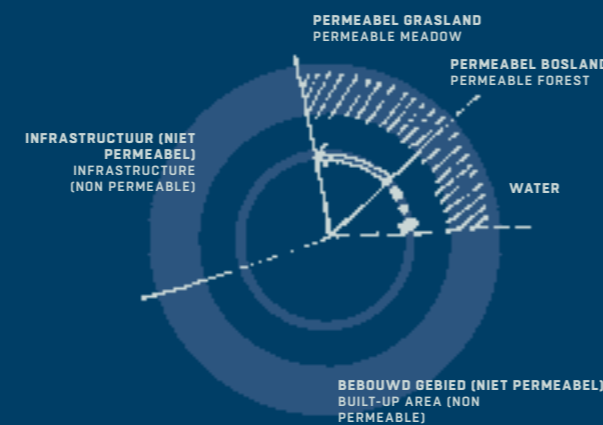 PERMEABEL GRASLAND
PERMEABLE MEADOW
PERMEABEL BOSLAND
PERMEABLE FOREST
INFRASTRUCTUUR (NIET
PERMEABEL)
INFRASTRUCTURE
(NON PERMEABLE)
WATER
BEBOUWD GEBIED (NIET PERMEABEL)
BUILT-UP AREA (NON
PERMEABLE)